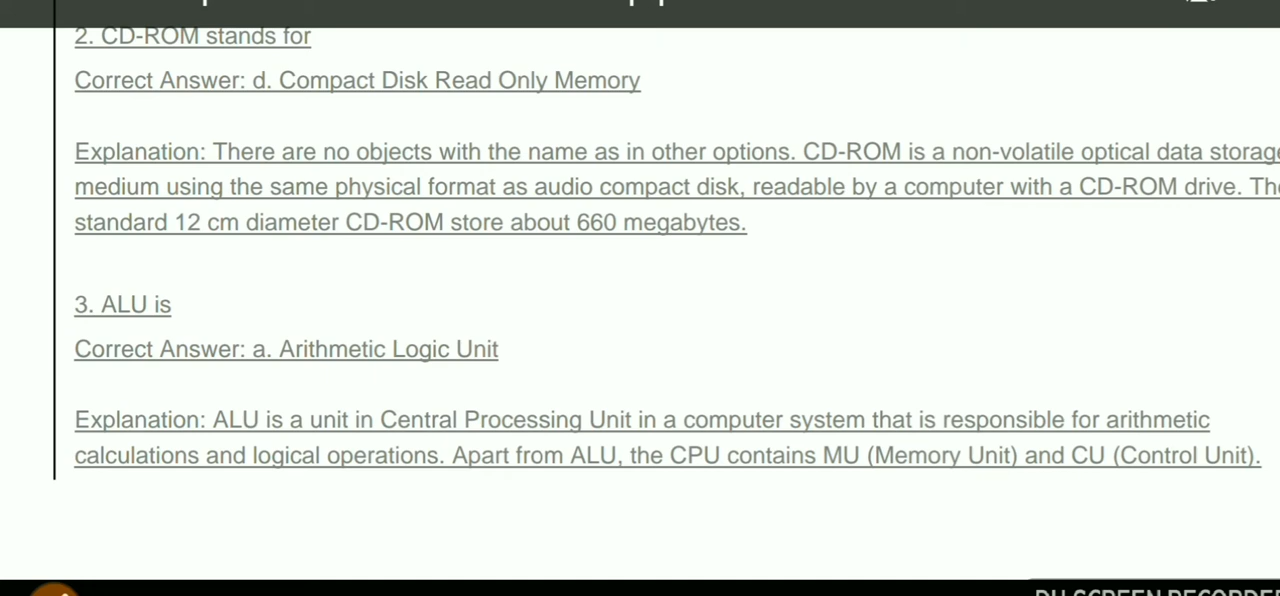 2. CD-ROM stands for
Correct Answer: d. Compact Disk Read Only Memory
Explanation: There are no objects with the name as in other options. CD-ROM is a non-volatile optical data storage
medium using the same physical format as audio compact disk, readable by a computer with a CD-ROM drive. The
standard 12 cm diameter CD-ROM store about 660 megabytes.
3. ALU is
Correct Answer: a. Arithmetic Logic Unit
Explanation: ALU is a unit in Central Processing Unit in a computer system that is responsible for arithmetic
calculations and logical operations. Apart from ALU, the CPU contains MU (Memory Unit) and CU (Control Unit).
DU SCREEN RECORDER